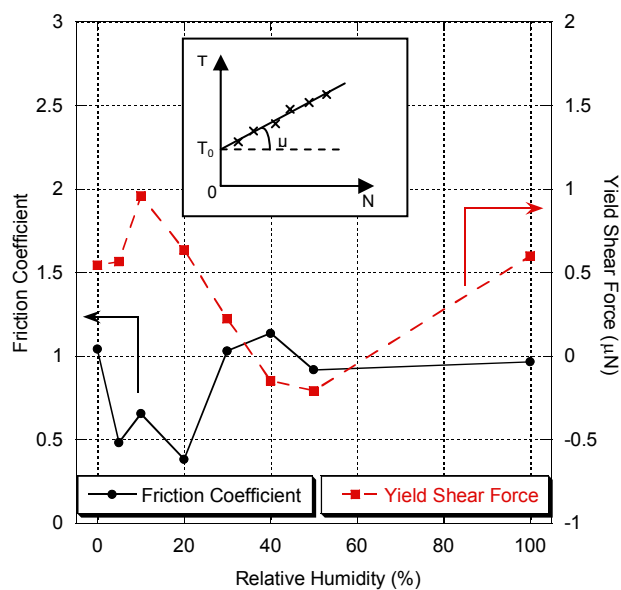 3
2.5
2
1.5
1
0.5
0
2
1.5
1
0.5
0
-0.5
-1
0
20
40
60
80
100
Friction Coefficient
Yield Shear Force (μN)
Relative Humidity (%)
T
T0
μ
0
N
Friction Coefficient
Yield Shear Force